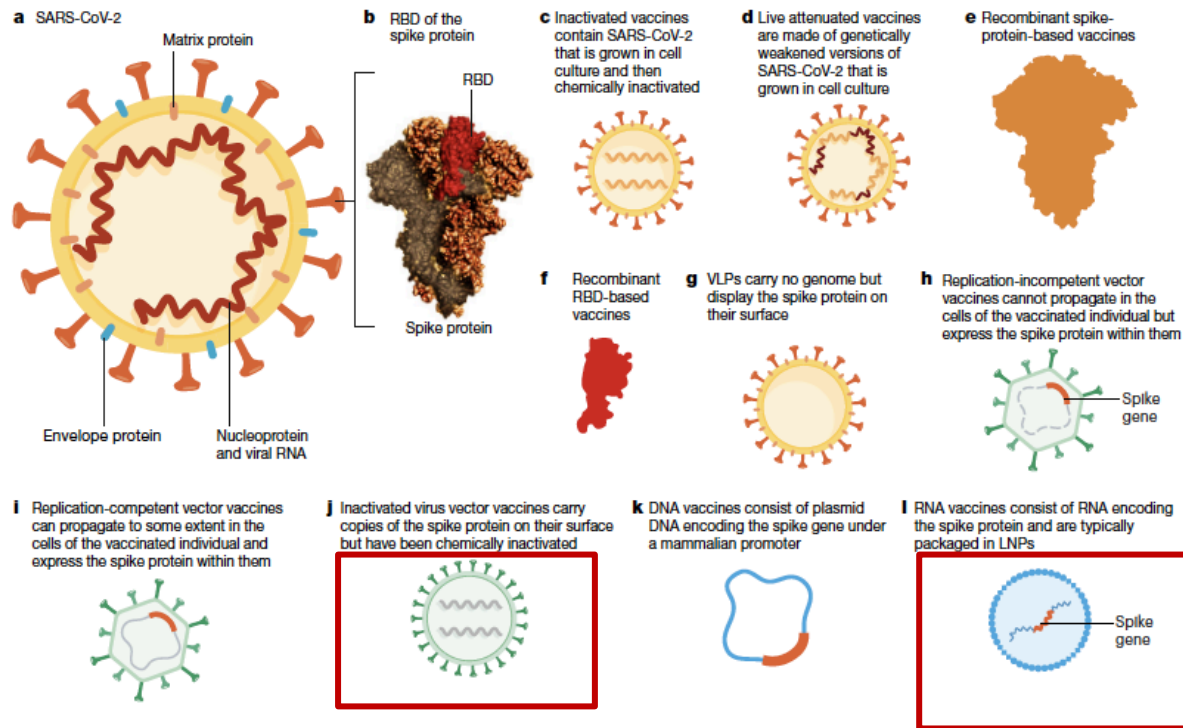 a SARS-CoV-2
Matrix protein
Envelope protein
Nucleoprotein
and viral RNA
b RBD of the
spike protein
RBD
Spike protein
c Inactivated vaccines
contain SARS-CoV-2
that is grown in cell
culture and then
chemically inactivated
d Live attenuated vaccines
are made of genetically
weakened versions of
SARS-CoV-2 that is
grown in cell culture
e Recombinant spike-
protein-based vaccines
f Recombinant
RBD-based
vaccines
g VLPs carry no genome but
display the spike protein on
their surface
h Replication-incompetent vector
vaccines cannot propagate in the
cells of the vaccinated individual but
express the spike protein within them
Spike
gene
i Replication-competent vector vaccines
can propagate to some extent in the
cells of the vaccinated individual and
express the spike protein within them
j Inactivated virus vector vaccines carry
copies of the spike protein on their surface
but have been chemically inactivated
k DNA vaccines consist of plasmid
DNA encoding the spike gene under
a mammalian promoter
l RNA vaccines consist of RNA encoding
the spike protein and are typically
packaged in LNPs
Spike
gene